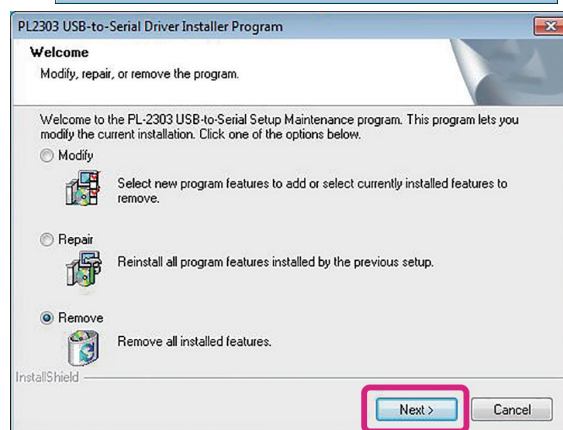 PL2303 USB-to-Serial Driver Installer Program
Welcome
Modify, repair, or remove the program.
Welcome to the PL-2303 USB-to-Serial Setup Maintenance program. This program lets you
modify the current installation. Click one of the options below.
Modify
Select new program features to add or select currently installed features to
remove.
Repair
Reinstall all program features installed by the previous setup.
Remove
Remove all installed features.
InstallShield
Next >
Cancel